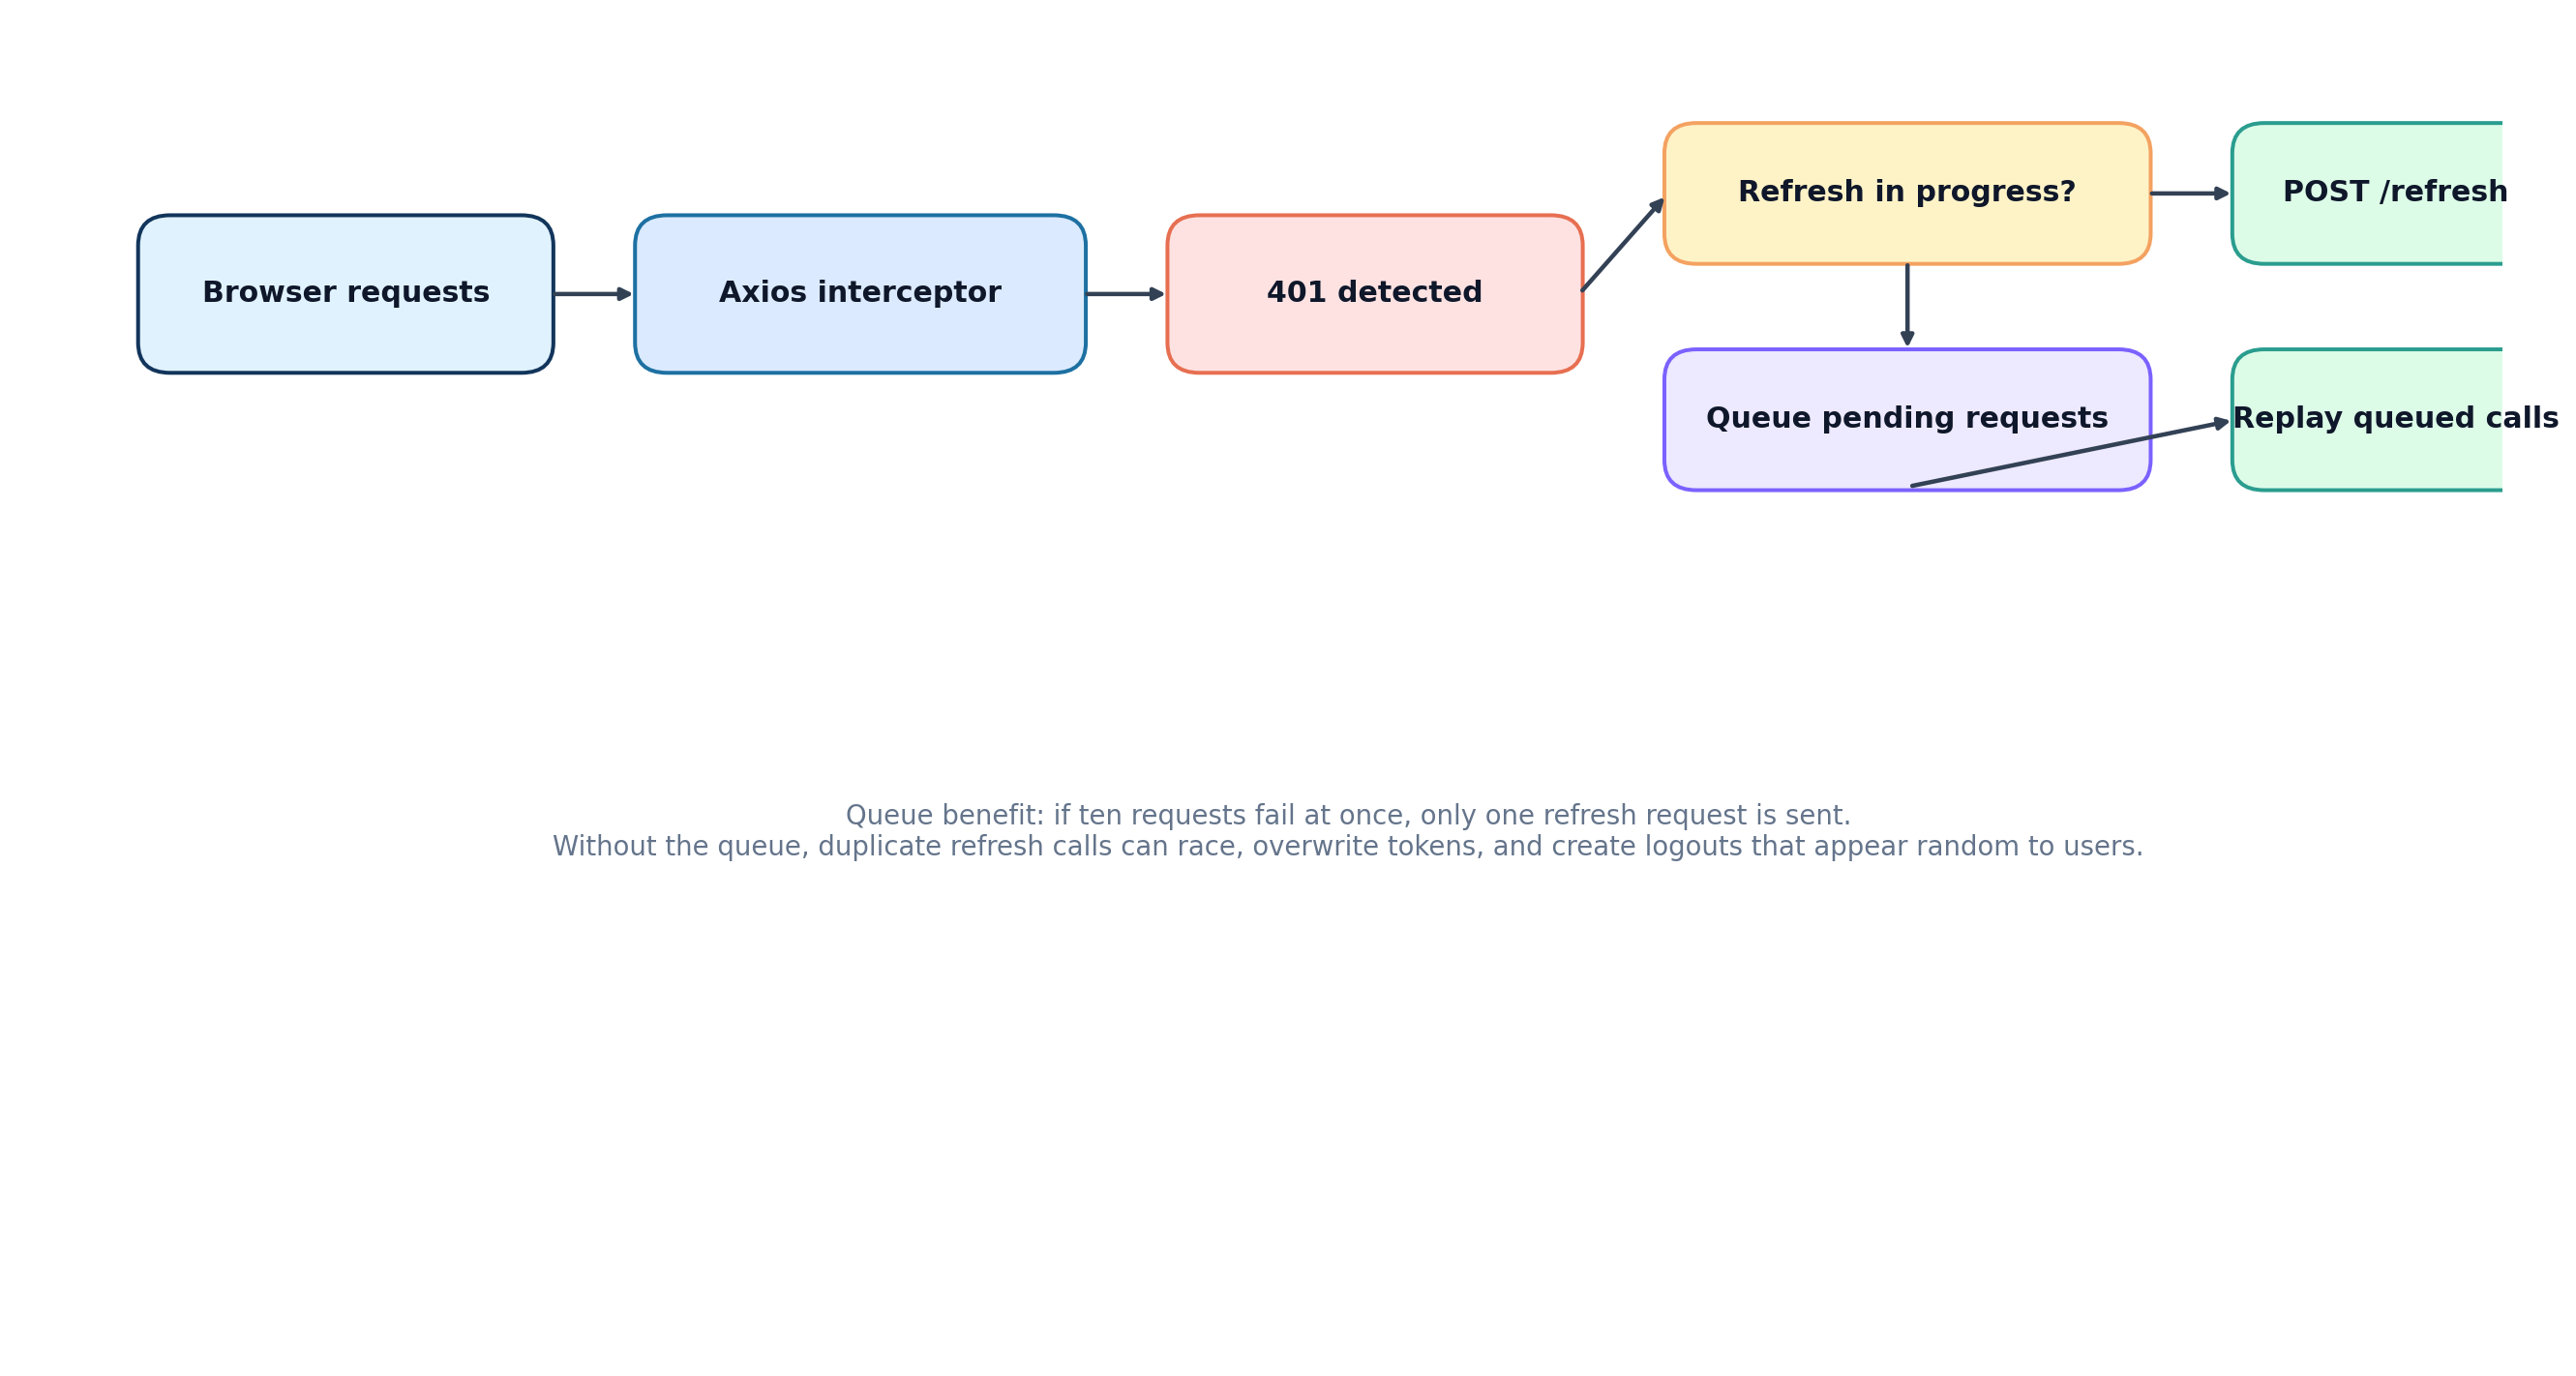 Browser requests
Axios interceptor
401 detected
Refresh in progress?
POST /refresh
Queue pending requests
Replay queued calls
Queue benefit: if ten requests fail at once, only one refresh request is sent.
Without the queue, duplicate refresh calls can race, overwrite tokens, and create logouts that appear random to users.